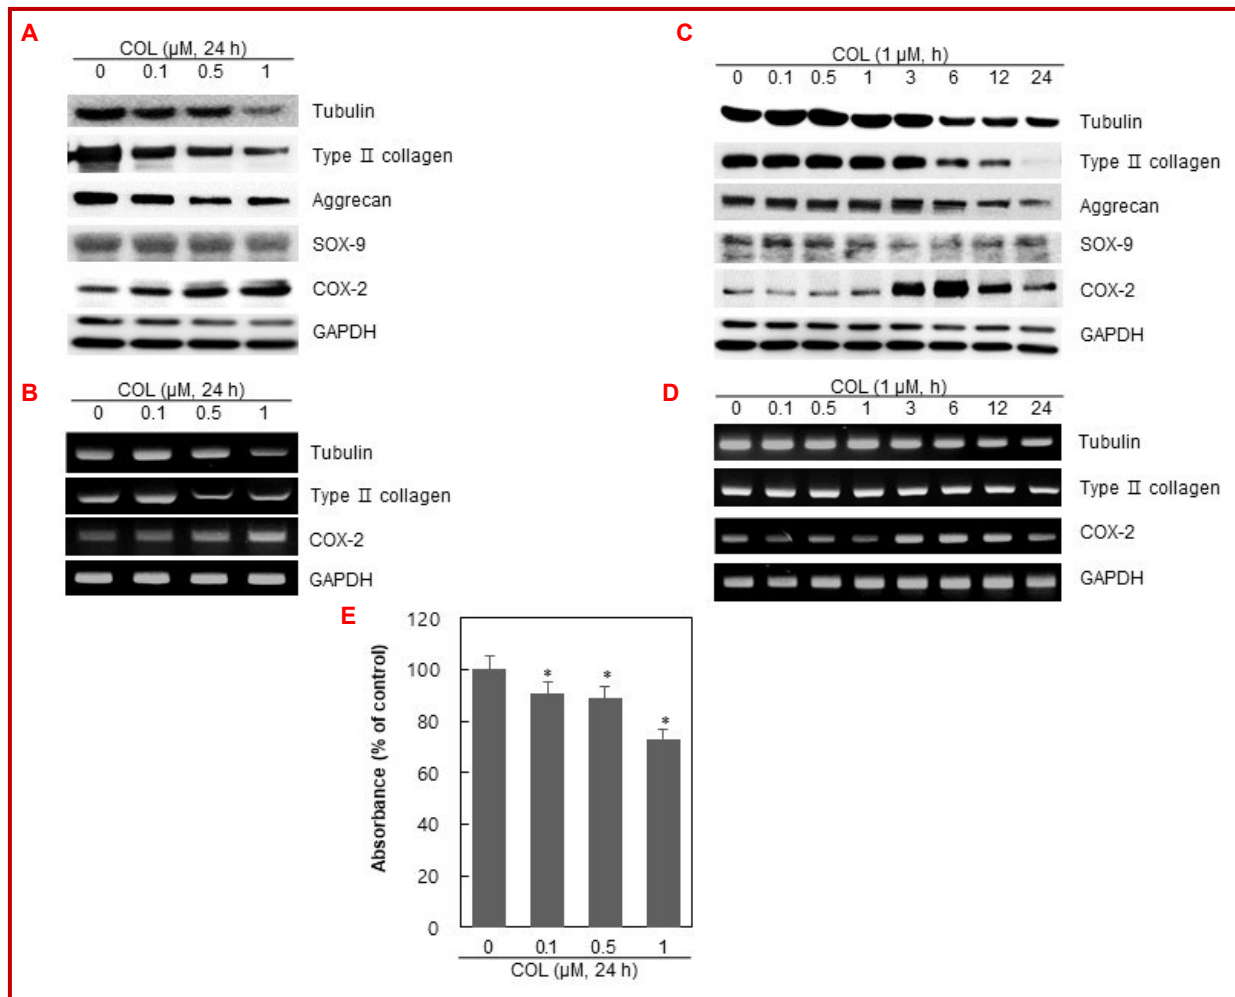 A
COL (µM, 24 h)
0 0.1 0.5 1
Tubulin
Type Ⅱ collagen
Aggrecan
SOX-9
COX-2
GAPDH
C
COL (1 µM, h)
0 0.1 0.5 1 3 6 12 24
Tubulin
Type Ⅱ collagen
Aggrecan
SOX-9
COX-2
GAPDH
B
COL (µM, 24 h)
0 0.1 0.5 1
Tubulin
Type Ⅱ collagen
COX-2
GAPDH
D
COL (1 µM, h)
0 0.1 0.5 1 3 6 12 24
Tubulin
Type Ⅱ collagen
COX-2
GAPDH
E
Absorbance (% of control)
120
100
80
60
40
20
0
* * *
0 0.1 0.5 1
COL (µM, 24 h)